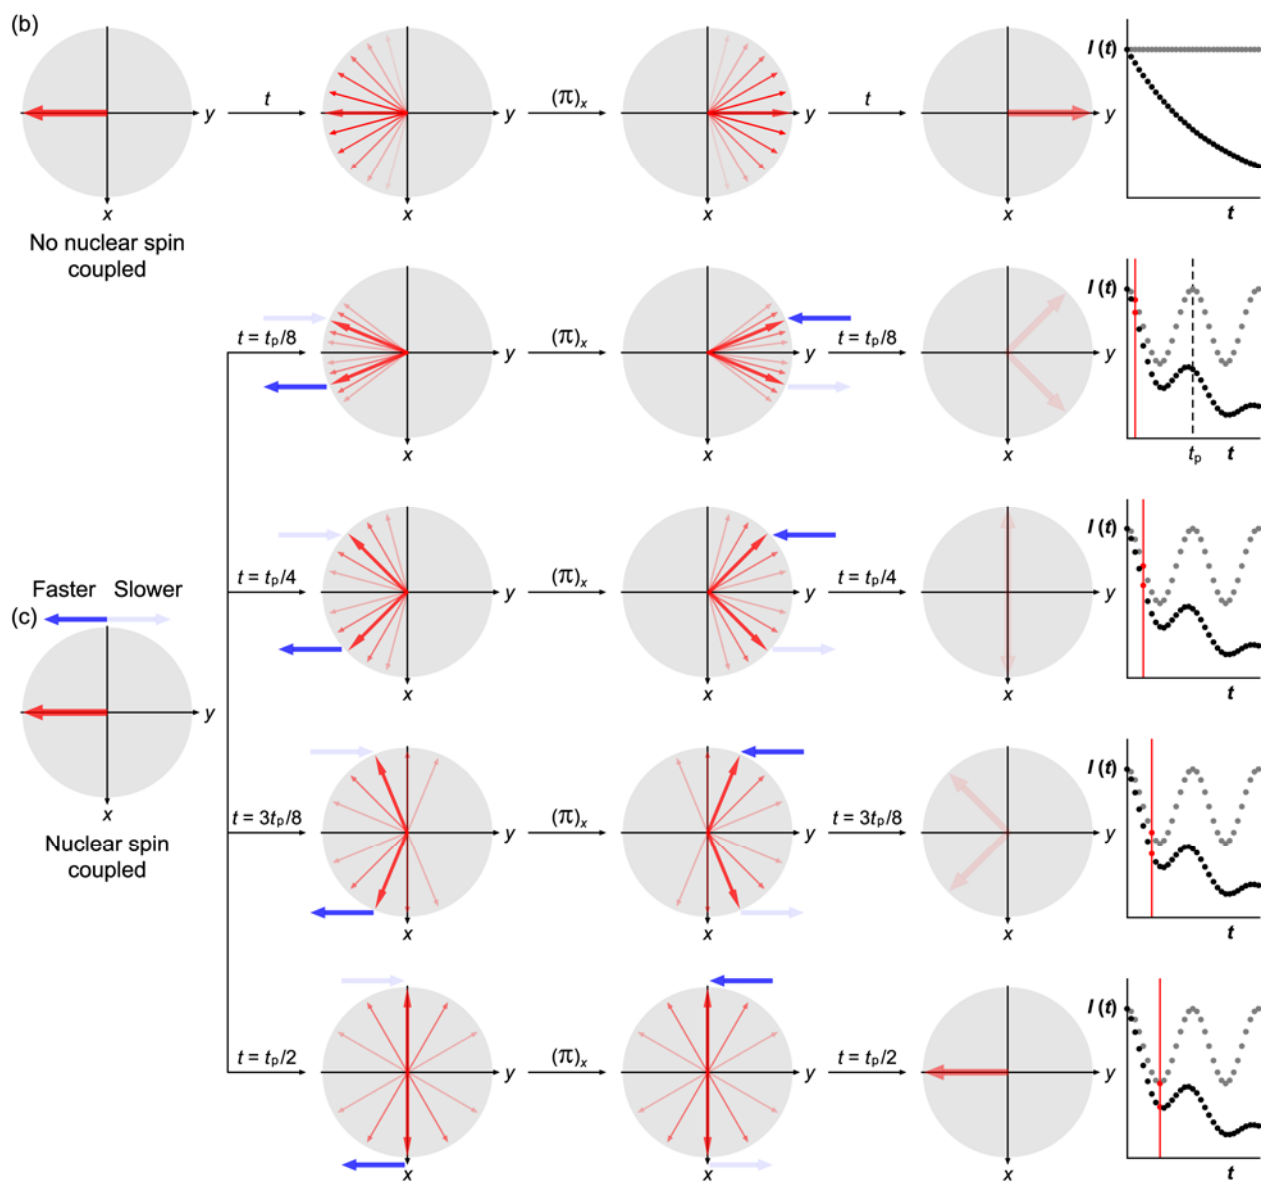 (b)
y
t
y
(π)x
y
t
y
I (t)
x
x
x
x
t
No nuclear spin
coupled
I (t)
t = tp/8
y
(π)x
y
t = tp/8
y
x
x
x
tp
t
I (t)
t = tp/4
y
(π)x
y
t = tp/4
y
x
x
x
t
Faster Slower
(c)
y
x
Nuclear spin
coupled
I (t)
t = 3tp/8
y
(π)x
y
t = 3tp/8
y
x
x
x
t
I (t)
t = tp/2
y
(π)x
y
t = tp/2
y
x
x
x
t